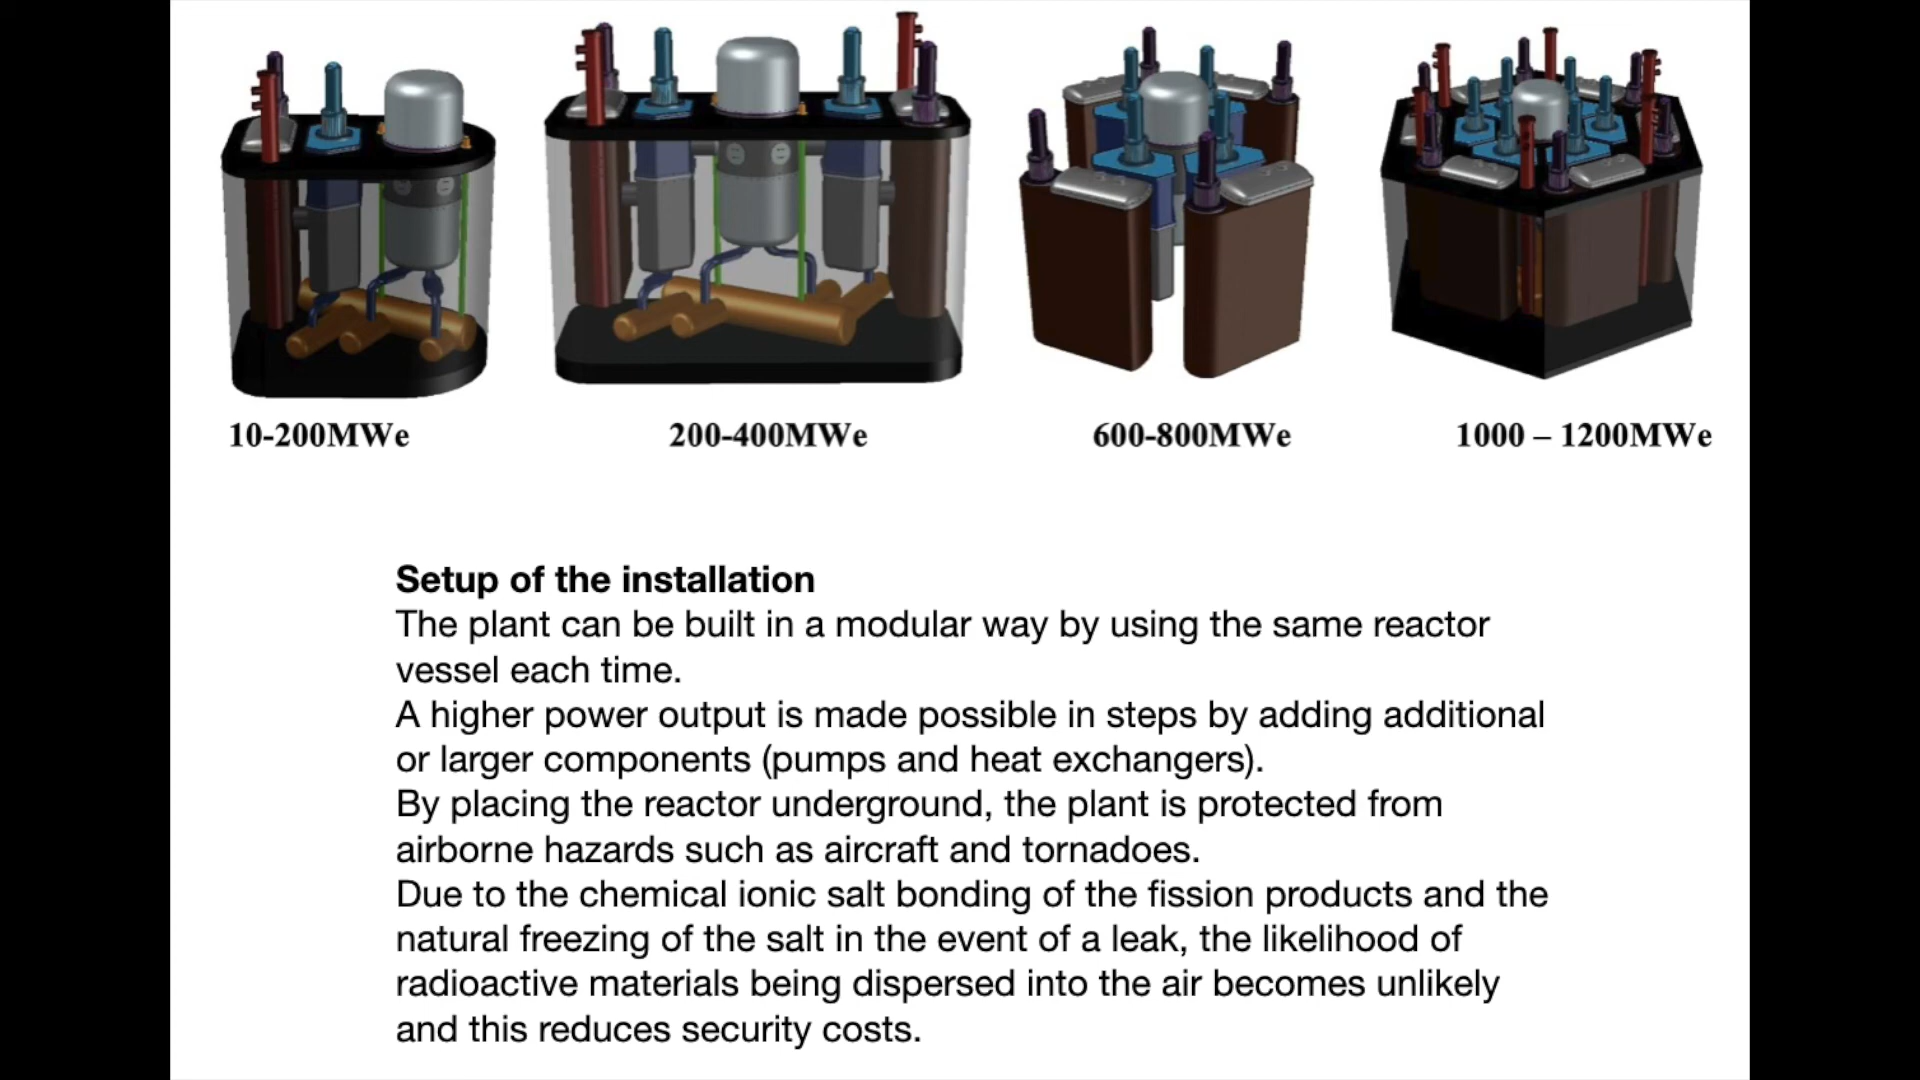 10-200MWe
200-400MWe
600-800MWe
1000 – 1200MWe
Setup of the installation
The plant can be built in a modular way by using the same reactor
vessel each time.
A higher power output is made possible in steps by adding additional
or larger components (pumps and heat exchangers).
By placing the reactor underground, the plant is protected from
airborne hazards such as aircraft and tornadoes.
Due to the chemical ionic salt bonding of the fission products and the
natural freezing of the salt in the event of a leak, the likelihood of
radioactive materials being dispersed into the air becomes unlikely
and this reduces security costs.